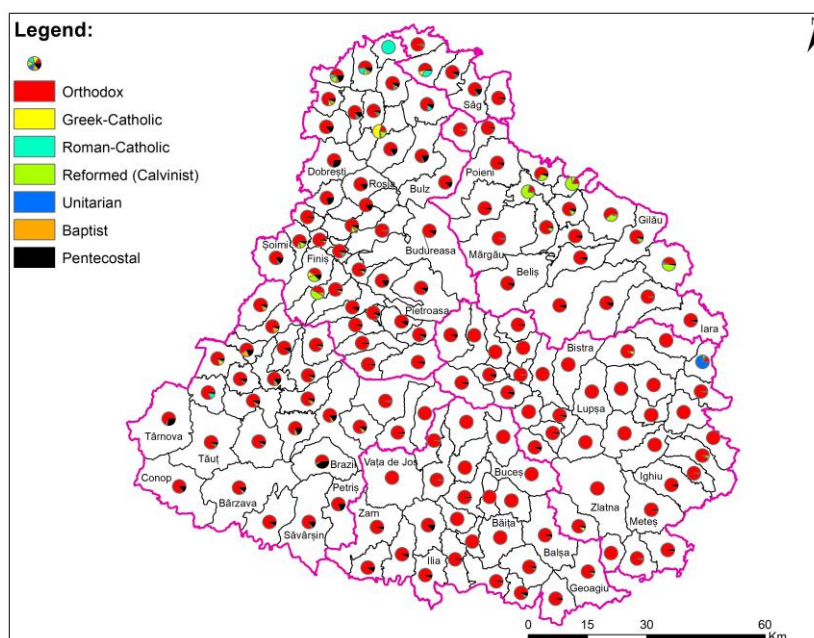 Legend:
Orthodox
Greek-Catholic
Roman-Catholic
Reformed (Calvinist)
Unitarian
Baptist
Pentecostal
Sâg
Dobrești
Roșia
Bulz
Poieni
Gilău
Șoimi
Finiș
Budureasa
Mărgău
Beliș
Pietroasa
Iara
Bistra
Lupșa
Târnova
Tăuț
Brazii
Vața de Jos
Buceș
Conop
Bârzava
Petriș
Ighiu
Zlatna
Săvârșin
Zam
Băița
Meteș
Ilia
Balșa
Geoagiu
0 15 30 45 60
Km